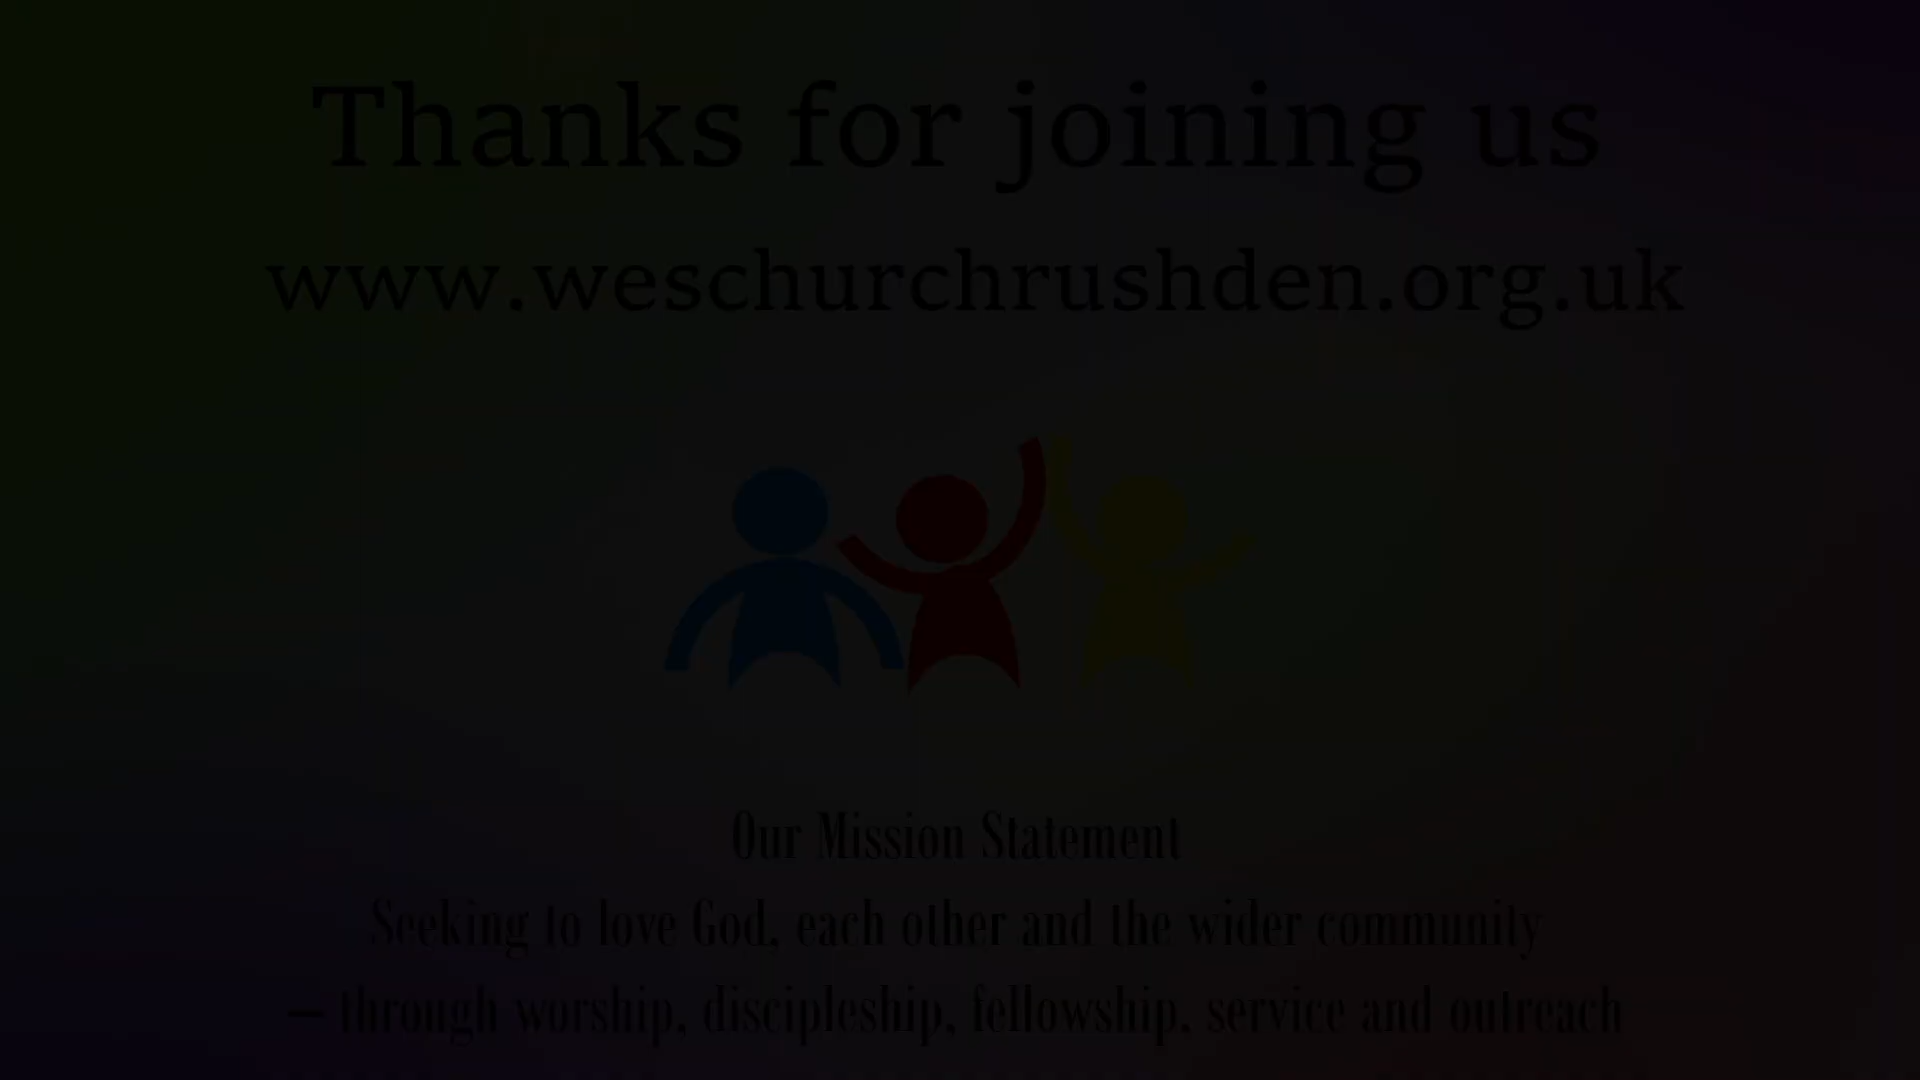 Thanks for joining us
www.weschurchrushden.org.uk
Our Mission Statement
Seeking to love God, each other and the wider community
– through worship, discipleship, fellowship, service and outreach